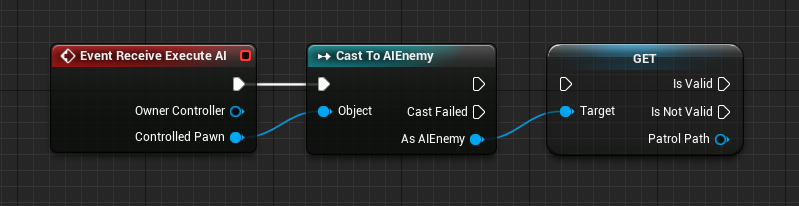 Event Receive Execute AI
Owner Controller
Controlled Pawn
Cast To AIEnemy
Object
Cast Failed
As AIEnemy
GET
Is Valid
Target
Is Not Valid
Patrol Path